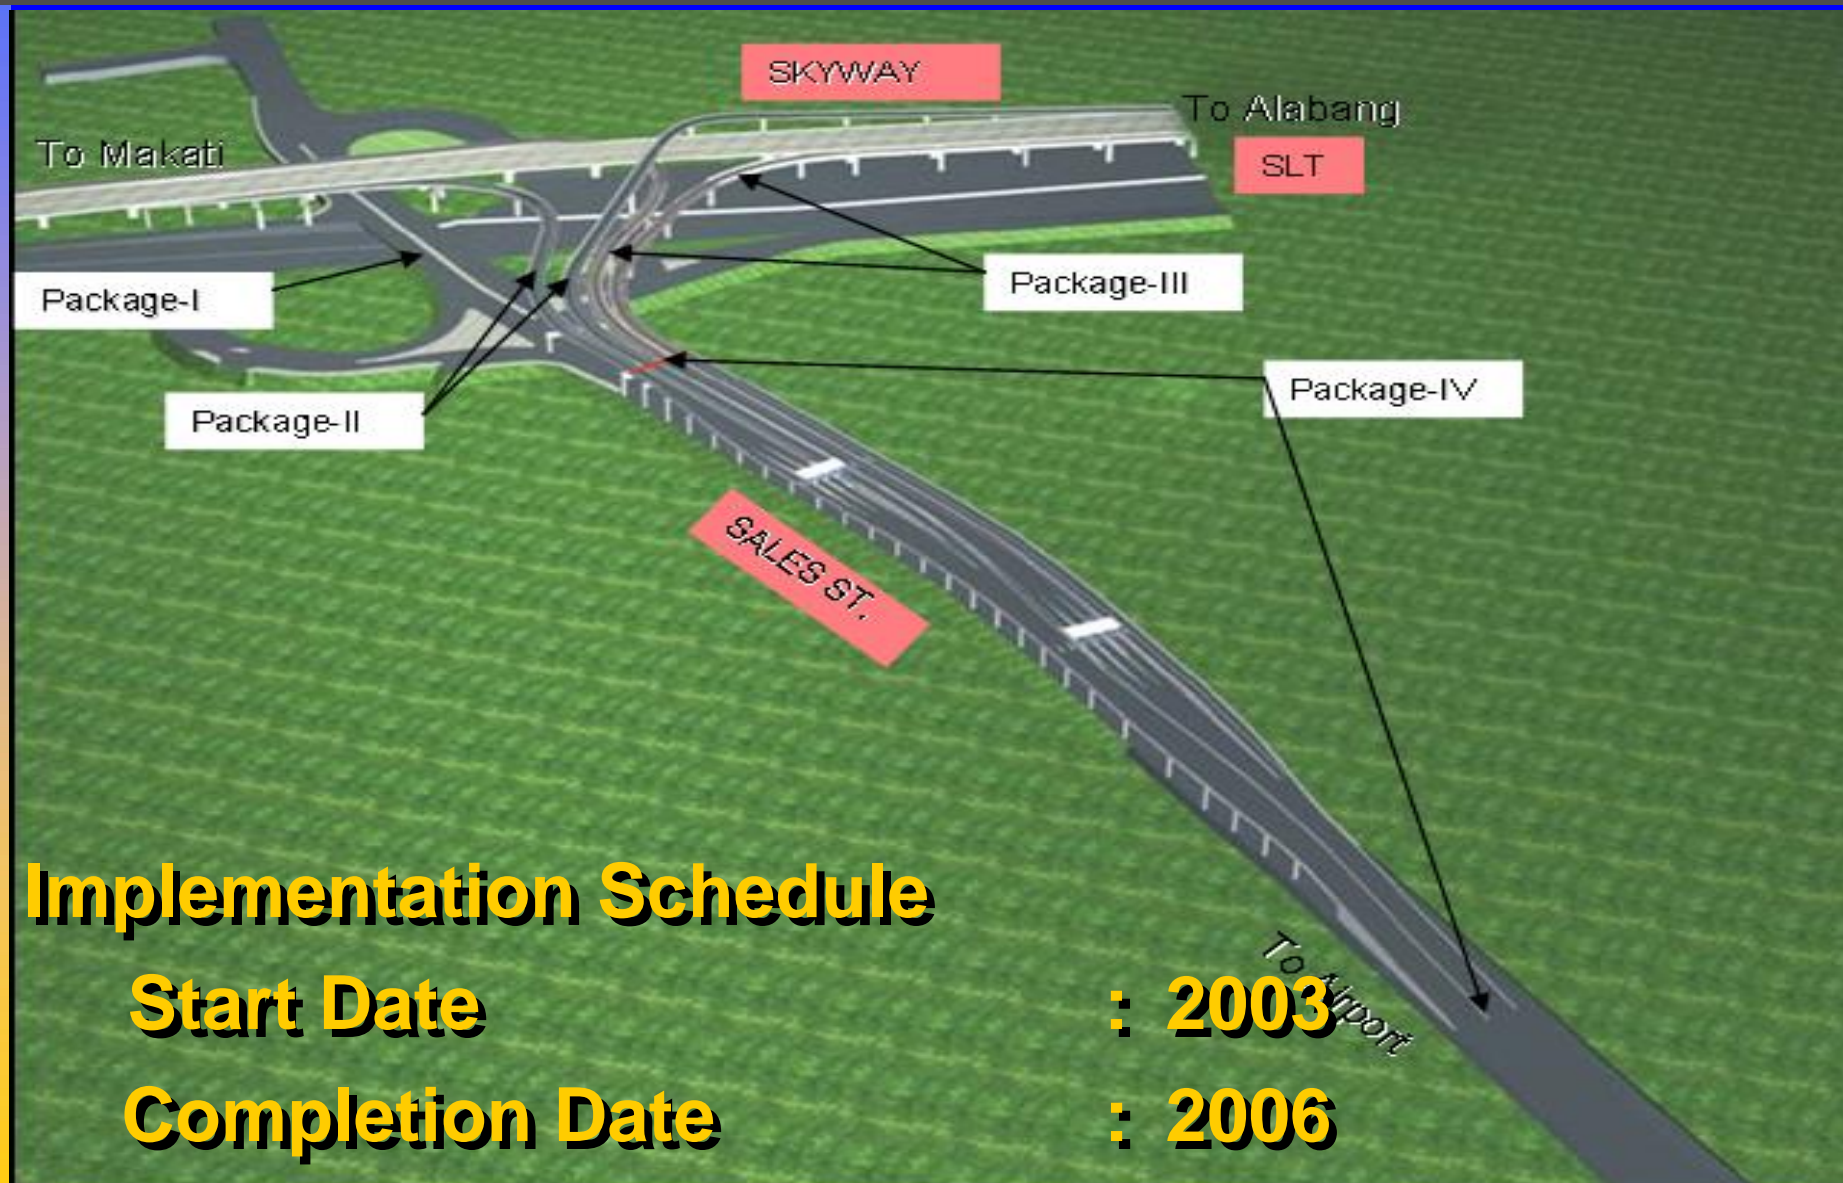 SKYWAY
To Alabang
To Makati
SLT
Package-I
Package-III
Package-II
Package-IV
SALES ST.
Implementation Schedule
To Airport
Start Date : 2003
Completion Date : 2006